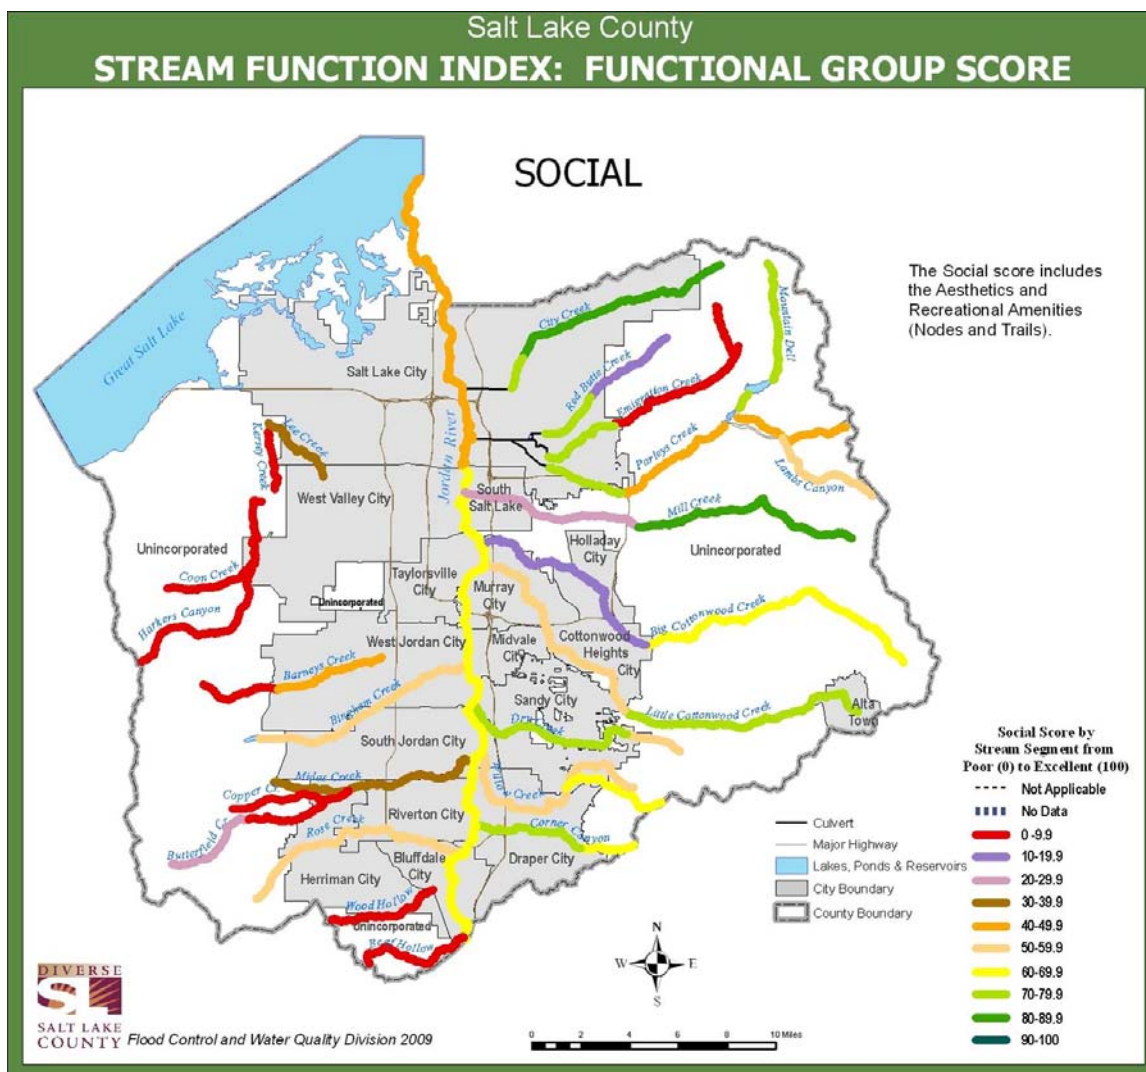 Salt Lake County
STREAM FUNCTION INDEX: FUNCTIONAL GROUP SCORE
SOCIAL
The Social score includes
the Aesthetics and
Recreational Amenities
(Nodes and Trails).
Great Salt Lake
City Creek
Mountain Dell
Salt Lake City
Red Butte Creek
Emigration Creek
Jordan River
Parleys Creek
Lambs Canyon
Lee Creek
Kersey Creek
West Valley City
South
Salt Lake
Mill Creek
Unincorporated
Holladay
City
Unincorporated
Coon Creek
Taylorsville
City
Murray
City
Unincorporated
Harkers Canyon
Big Cottonwood Creek
West Jordan City
Midvale
City
Cottonwood
Heights
City
Barneys Creek
Bingham Creek
Sandy City
Little Cottonwood Creek
Alta
Town
Dry Creek
South Jordan City
Midas Creek
Copper Cr.
Creek
Riverton City
Rose Creek
Corner Canyon
Butterfield Cr.
Bluffdale
City
Draper City
Herriman City
Wood Hollow
Unincorporated
Beef Hollow
Culvert
Major Highway
Lakes, Ponds & Reservoirs
City Boundary
County Boundary
Social Score by
Stream Segment from
Poor (0) to Excellent (100)
Not Applicable
No Data
0 -9.9
10-19.9
20-29.9
30-39.9
40-49.9
50-59.9
60-69.9
70-79.9
80-89.9
90-100
N
W E
S
0 2 4 6 8 10 Miles
DIVERSE
SL
SALT LAKE
COUNTY
Flood Control and Water Quality Division 2009